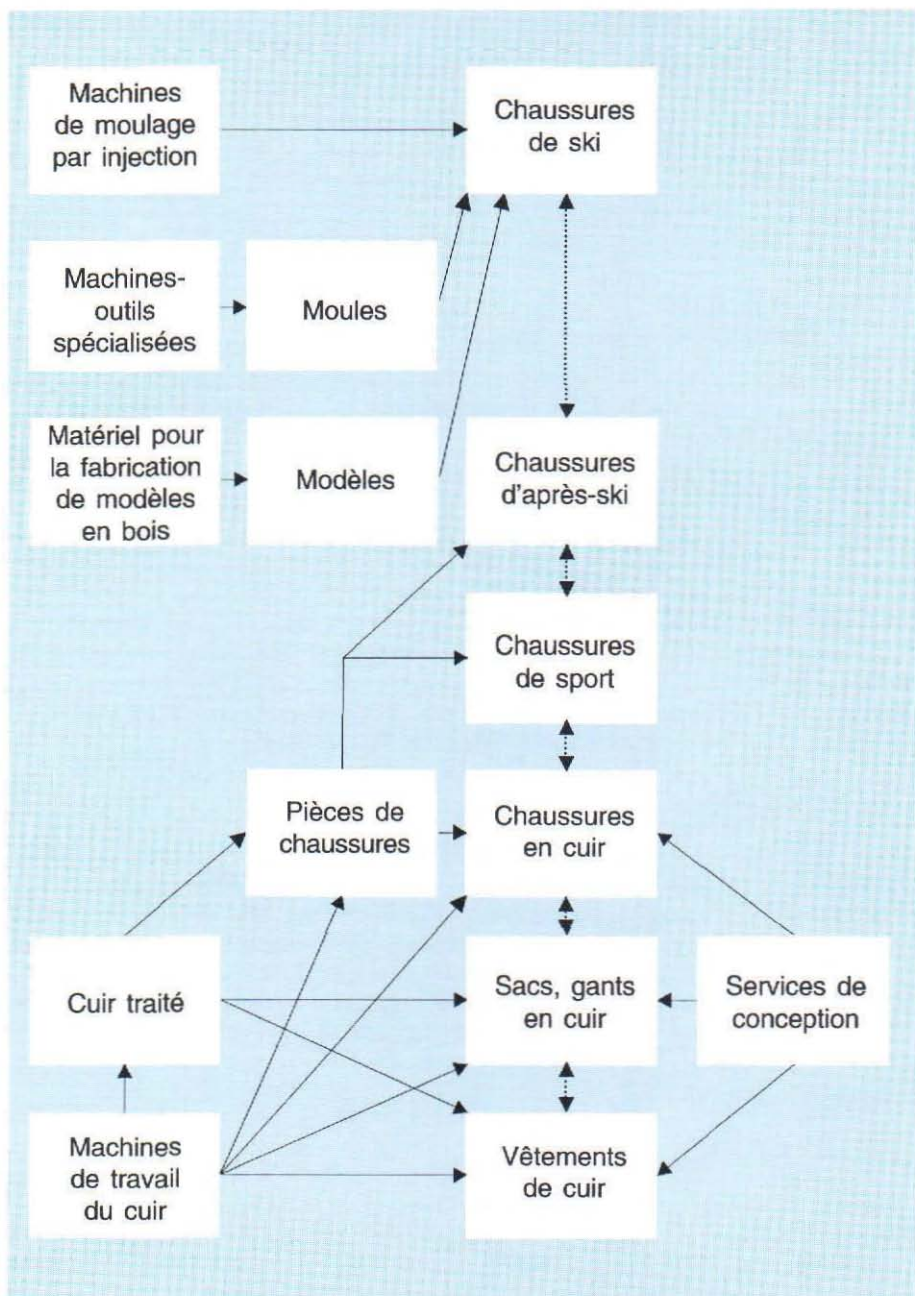 Machines
de moulage
par injection
Chaussures
de ski
Machines-
outils
spécialisées
Moules
Matériel pour
la fabrication
de modèles
en bois
Modèles
Chaussures
d'après-ski
Chaussures
de sport
Pièces de
chaussures
Chaussures
en cuir
Cuir traité
Sacs, gants
en cuir
Services de
conception
Machines
de travail
du cuir
Vêtements
de cuir